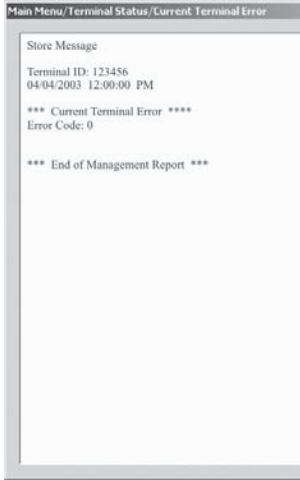 Main Menu/Terminal Status/Current Terminal Error
Store Message
Terminal ID: 123456
04/04/2003 12:00:00 PM
*** Current Terminal Error ****
Error Code: 0
*** End of Management Report ***